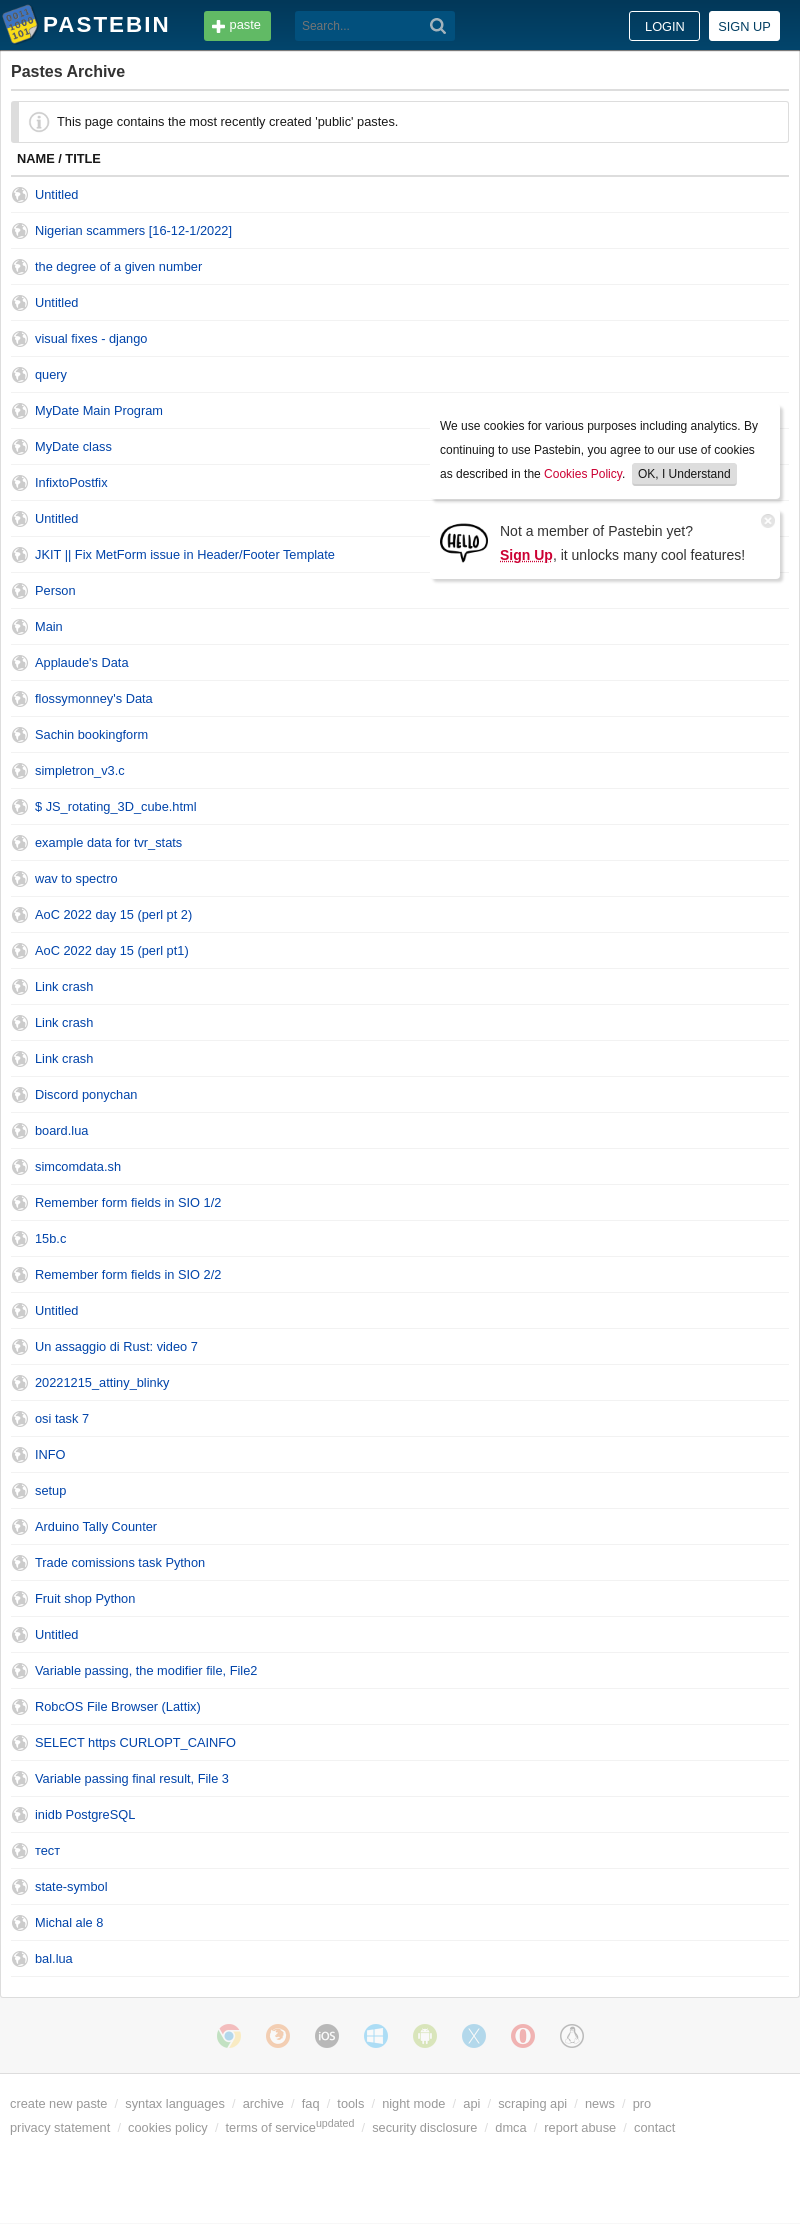 PASTEBIN
paste
Search...
LOGIN
SIGN UP
Pastes Archive
This page contains the most recently created 'public' pastes.
NAME / TITLE
Untitled
Nigerian scammers [16-12-1/2022]
the degree of a given number
Untitled
visual fixes - django
query
MyDate Main Program
MyDate class
InfixtoPostfix
Untitled
JKIT || Fix MetForm issue in Header/Footer Template
We use cookies for various purposes including analytics. By
continuing to use Pastebin, you agree to our use of cookies
as described in the Cookies Policy. OK, I Understand
HELLO
Not a member of Pastebin yet?
Sign Up, it unlocks many cool features!
Person
Main
Applaude's Data
flossymonney's Data
Sachin bookingform
simpletron_v3.c
$ JS_rotating_3D_cube.html
example data for tvr_stats
wav to spectro
AoC 2022 day 15 (perl pt 2)
AoC 2022 day 15 (perl pt1)
Link crash
Link crash
Link crash
Discord ponychan
board.lua
simcomdata.sh
Remember form fields in SIO 1/2
15b.c
Remember form fields in SIO 2/2
Untitled
Un assaggio di Rust: video 7
20221215_attiny_blinky
osi task 7
INFO
setup
Arduino Tally Counter
Trade comissions task Python
Fruit shop Python
Untitled
Variable passing, the modifier file, File2
RobcOS File Browser (Lattix)
SELECT https CURLOPT_CAINFO
Variable passing final result, File 3
inidb PostgreSQL
тест
state-symbol
Michal ale 8
bal.lua
iOS
create new paste / syntax languages / archive / faq / tools / night mode / api / scraping api / news / pro
privacy statement / cookies policy / terms of service updated / security disclosure / dmca / report abuse / contact